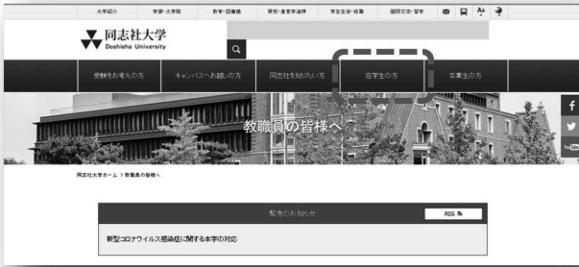 大学紹介 学部・大学院 教育・図書館 研究・産官学連携 学生生活・就職 国際交流・留学
同志社大学
Doshisha University
受験をお考えの方 キャンパスへお越しの方 同志社を知りたい方 在学生の方 卒業生の方
教職員の皆様へ
同志社大学ホーム > 教職員の皆様へ
緊急のお知らせ RSS
新型コロナウイルス感染症に関する本学の対応